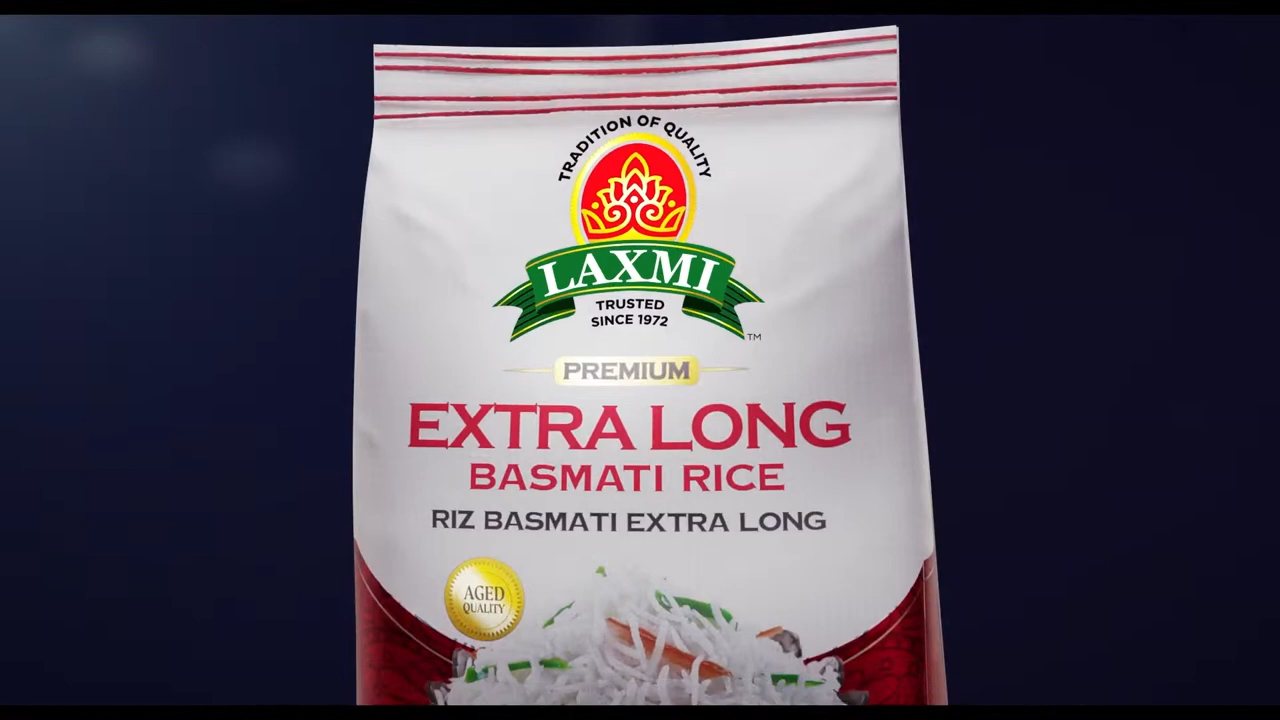 TRADITION OF QUALITY
LAXMI
TRUSTED
SINCE 1972
TM
PREMIUM
EXTRA LONG
BASMATI RICE
RIZ BASMATI EXTRA LONG
AGED
QUALITY